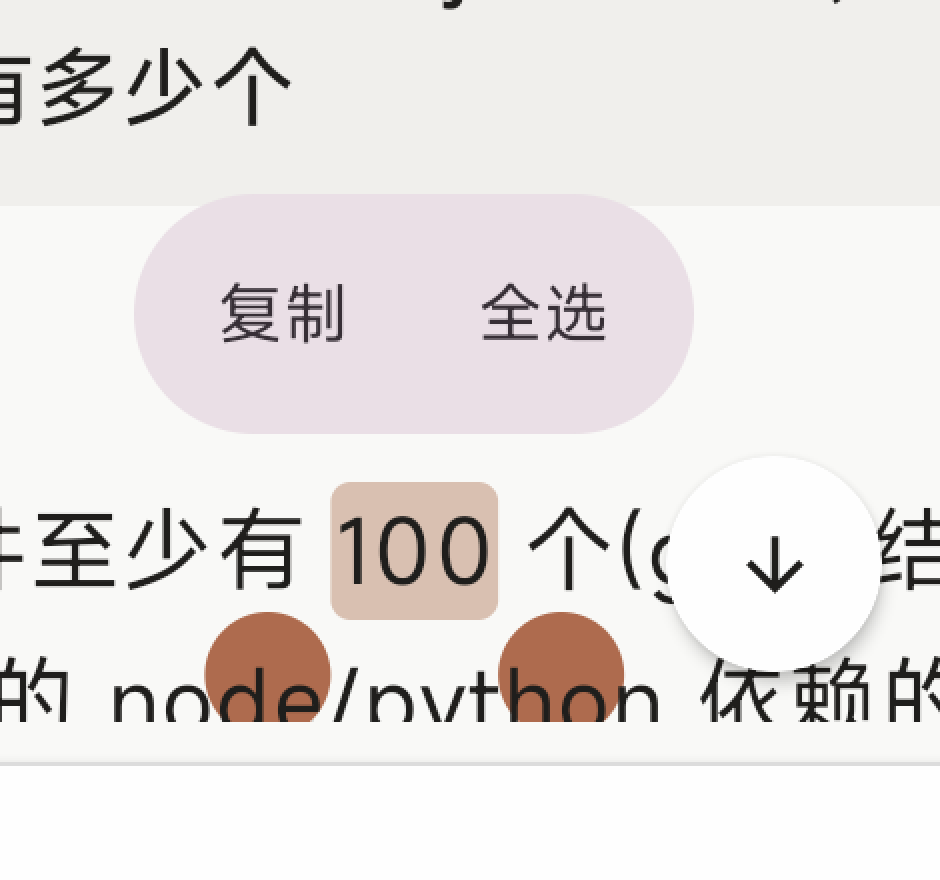 有多少个
复制 全选
至少有 100 个( 结
的 node/python 依赖的